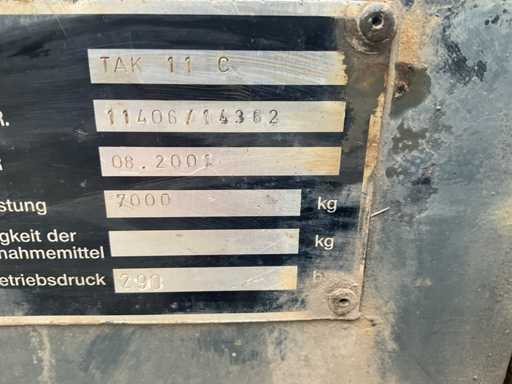 TAK 11 C
R. 11406/14362
08.2001
stung 7000 kg
gkeit der
nahmemittel kg
etriebsdruck 290 b